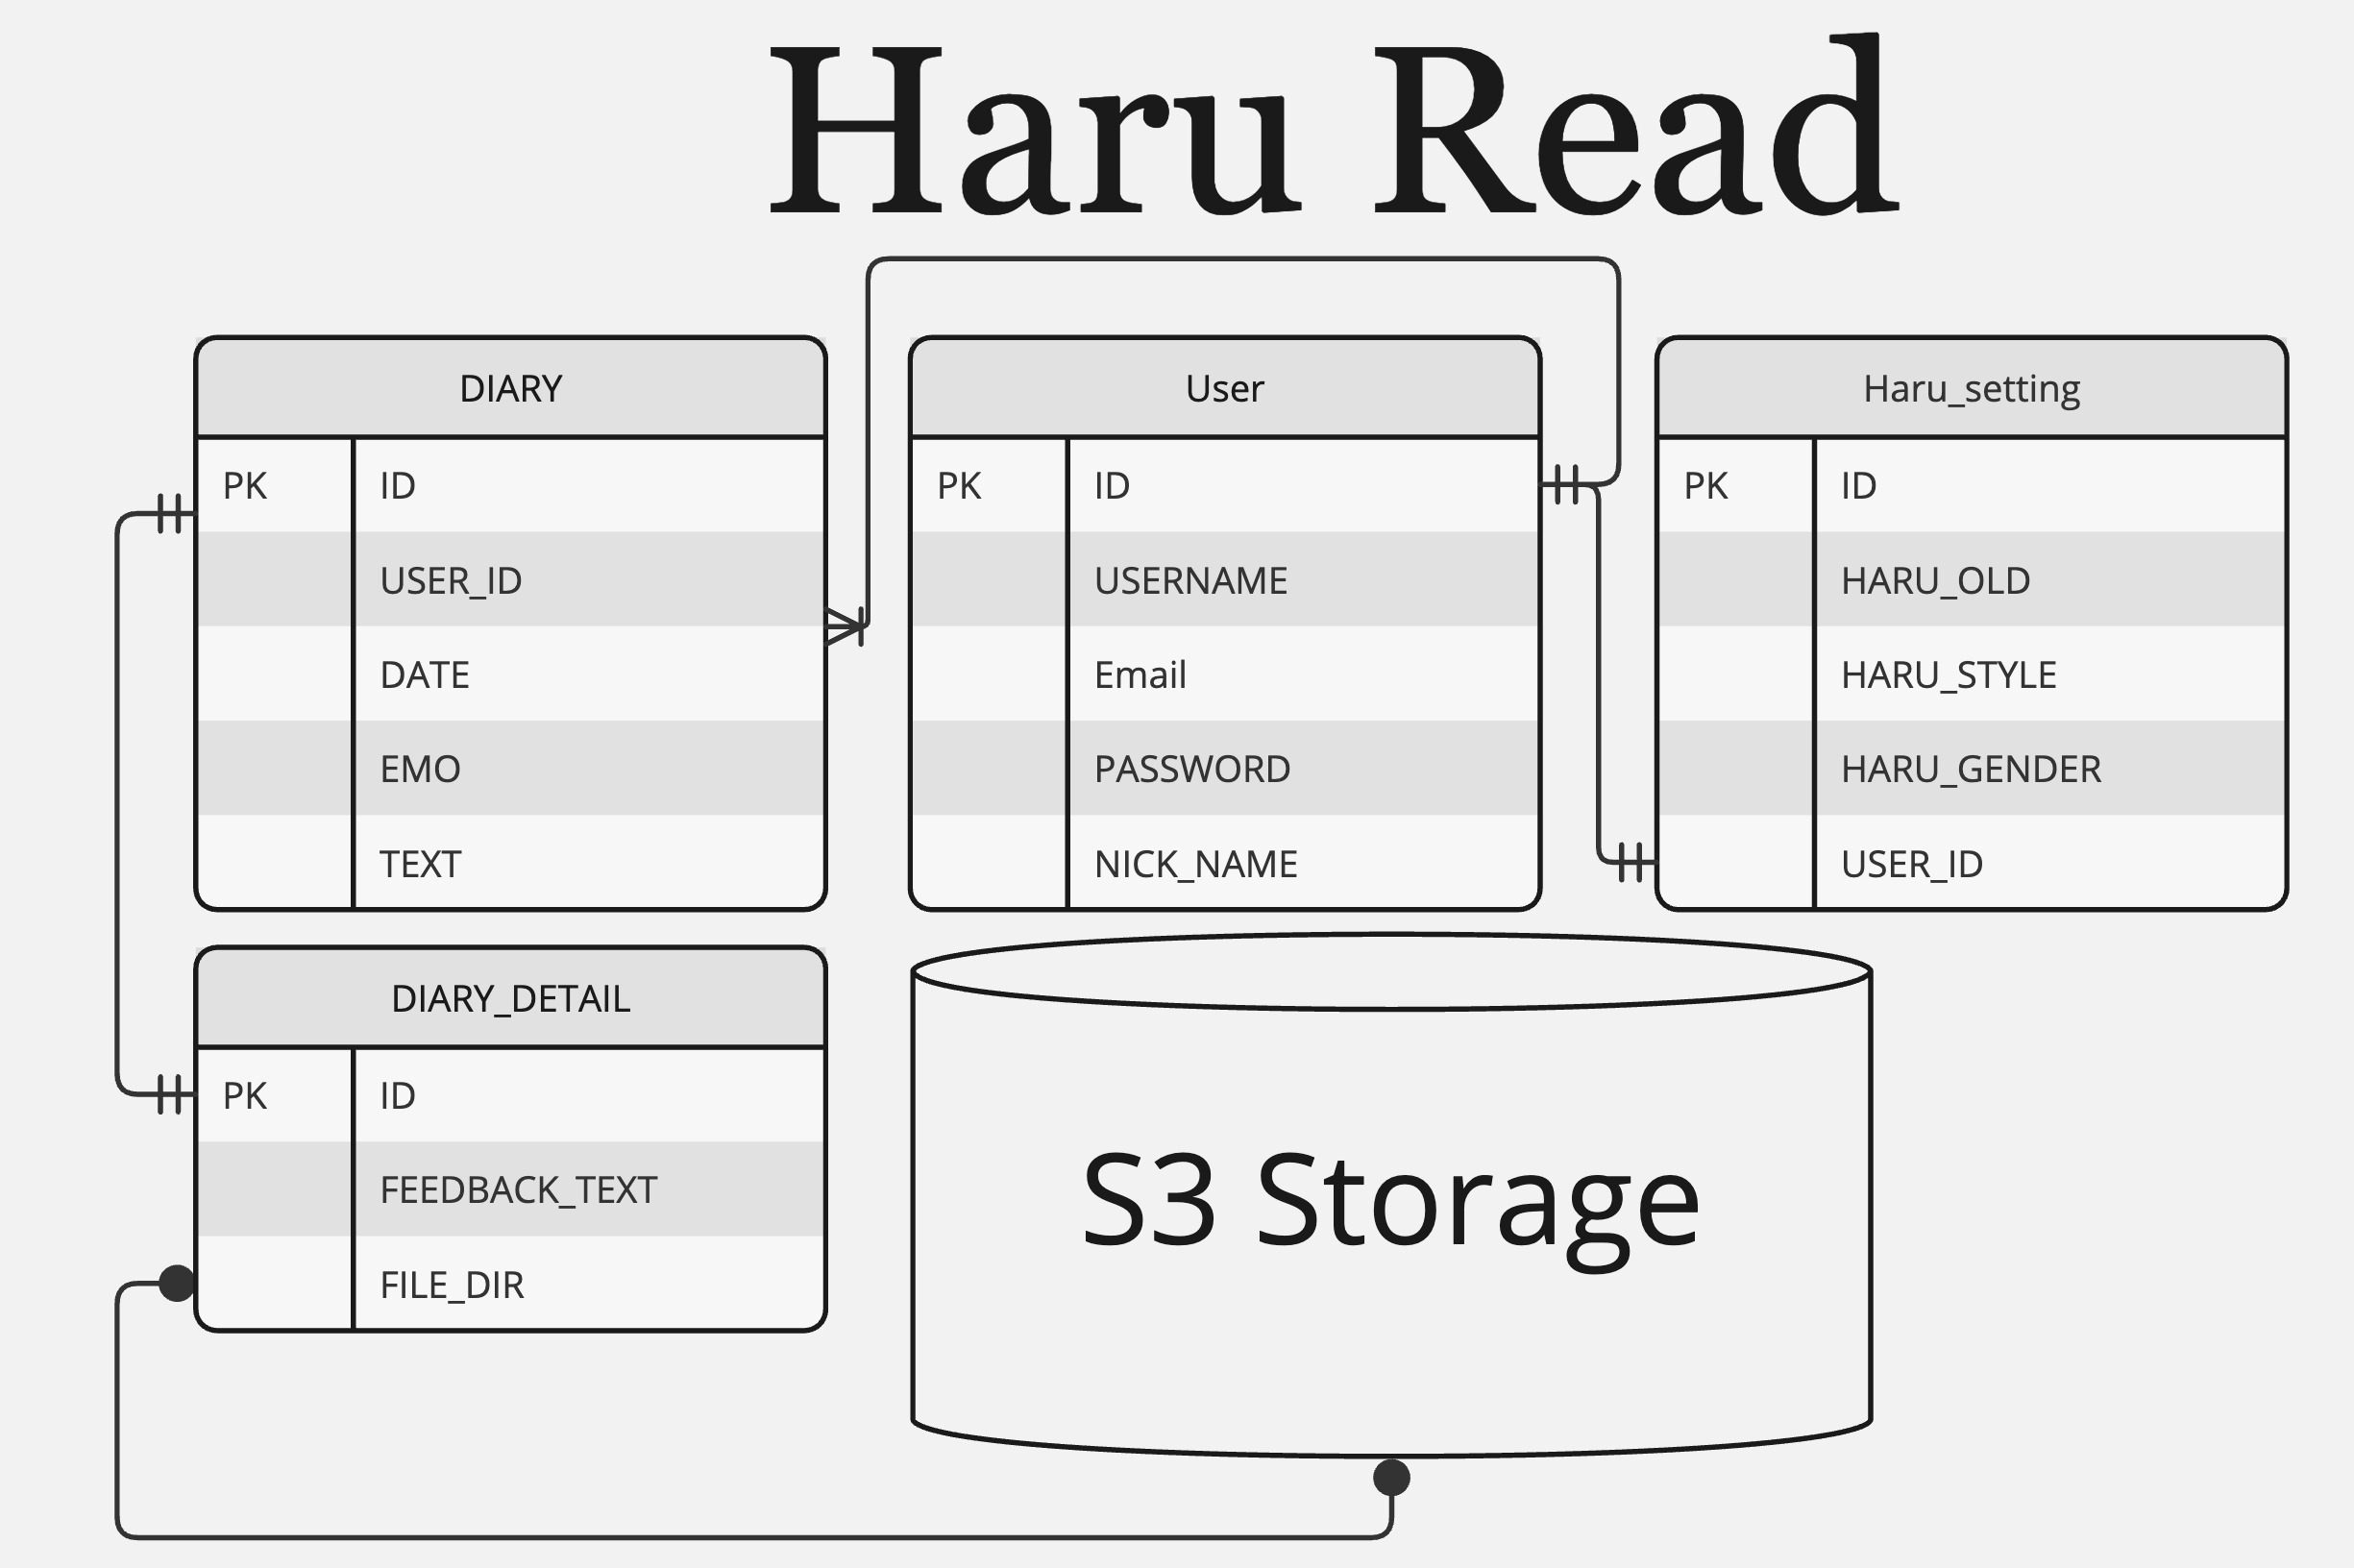 Haru Read
DIARY
PK ID
USER_ID
DATE
EMO
TEXT
User
PK ID
USERNAME
Email
PASSWORD
NICK_NAME
Haru_setting
PK ID
HARU_OLD
HARU_STYLE
HARU_GENDER
USER_ID
DIARY_DETAIL
PK ID
FEEDBACK_TEXT
FILE_DIR
S3 Storage